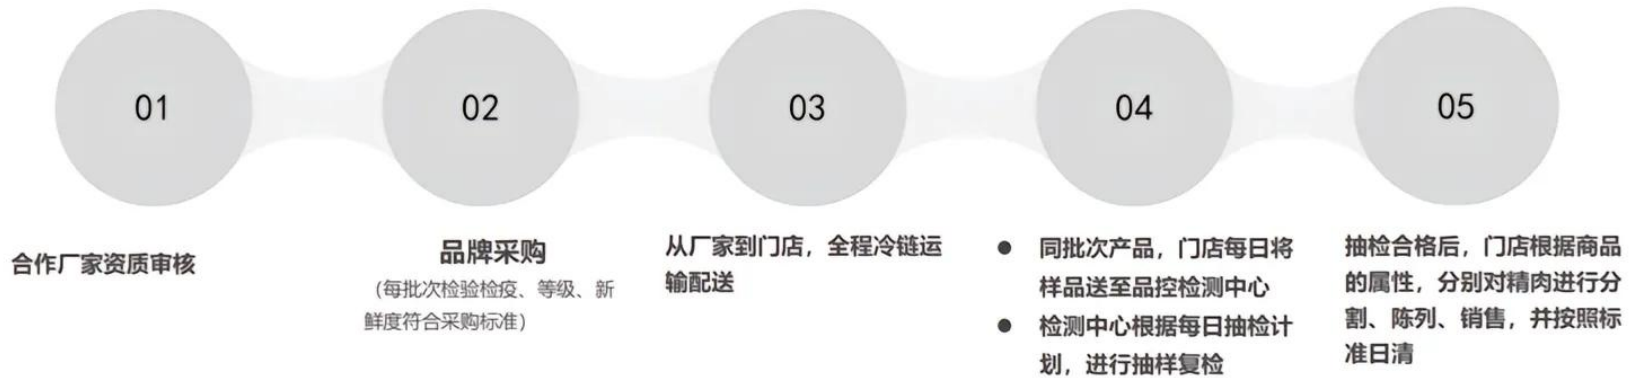 01
02
03
04
05
合作厂家资质审核
品牌采购
（每批次检验检疫、等级、新
鲜度符合采购标准）
从厂家到门店，全程冷链运
输配送
● 同批次产品，门店每日将
样品送至品控检测中心
● 检测中心根据每日抽检计
划，进行抽样复检
抽检合格后，门店根据商品
的属性，分别对精肉进行分
割、陈列、销售，并按照标
准日清